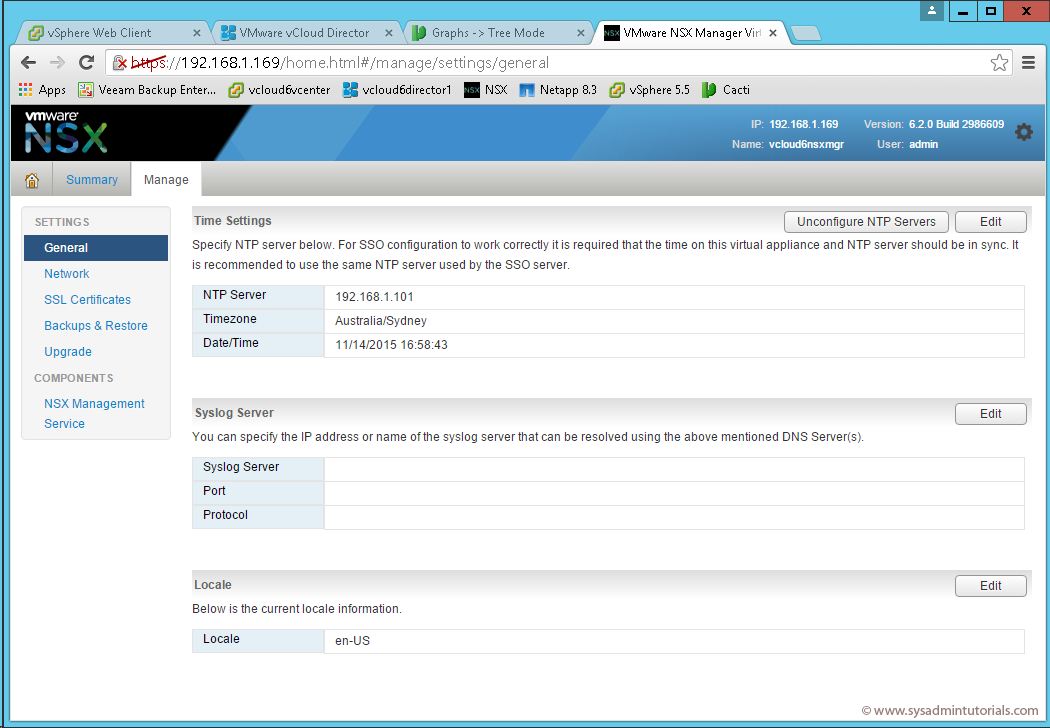 vSphere Web Client
VMware vCloud Director
Graphs -> Tree Mode
VMware NSX Manager Virt
https://192.168.1.169/home.html#/manage/settings/general
Apps Veeam Backup Enter... vcloud6vcenter vcloud6director1 NSX Netapp 8.3 vSphere 5.5 Cacti
vmware
NSX
IP: 192.168.1.169 Version: 6.2.0 Build 2986609
Name: vcloud6nsxmgr User: admin
Summary Manage
SETTINGS
General
Network
SSL Certificates
Backups & Restore
Upgrade
COMPONENTS
NSX Management
Service
Time Settings Unconfigure NTP Servers Edit
Specify NTP server below. For SSO configuration to work correctly it is required that the time on this virtual appliance and NTP server should be in sync. It
is recommended to use the same NTP server used by the SSO server.
NTP Server 192.168.1.101
Timezone Australia/Sydney
Date/Time 11/14/2015 16:58:43
Syslog Server Edit
You can specify the IP address or name of the syslog server that can be resolved using the above mentioned DNS Server(s).
Syslog Server
Port
Protocol
Locale Edit
Below is the current locale information.
Locale en-US
© www.sysadmintutorials.com